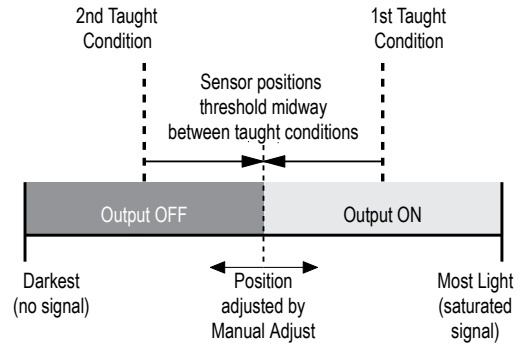 2nd Taught
Condition
1st Taught
Condition
Sensor positions
threshold midway
between taught conditions
Output OFF
Output ON
Darkest
(no signal)
Position
adjusted by
Manual Adjust
Most Light
(saturated
signal)